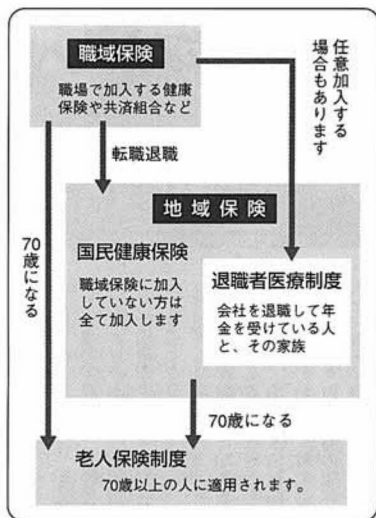 職域保険
職場で加入する健康
保険や共済組合など
任意加入する
場合もあります
転職退職
地域保険
国民健康保険
職域保険に加入
していない方は
全て加入します
退職者医療制度
会社を退職して年
金を受けている人
と、その家族
70歳になる
70歳になる
老人保険制度
70歳以上の人に適用されます。